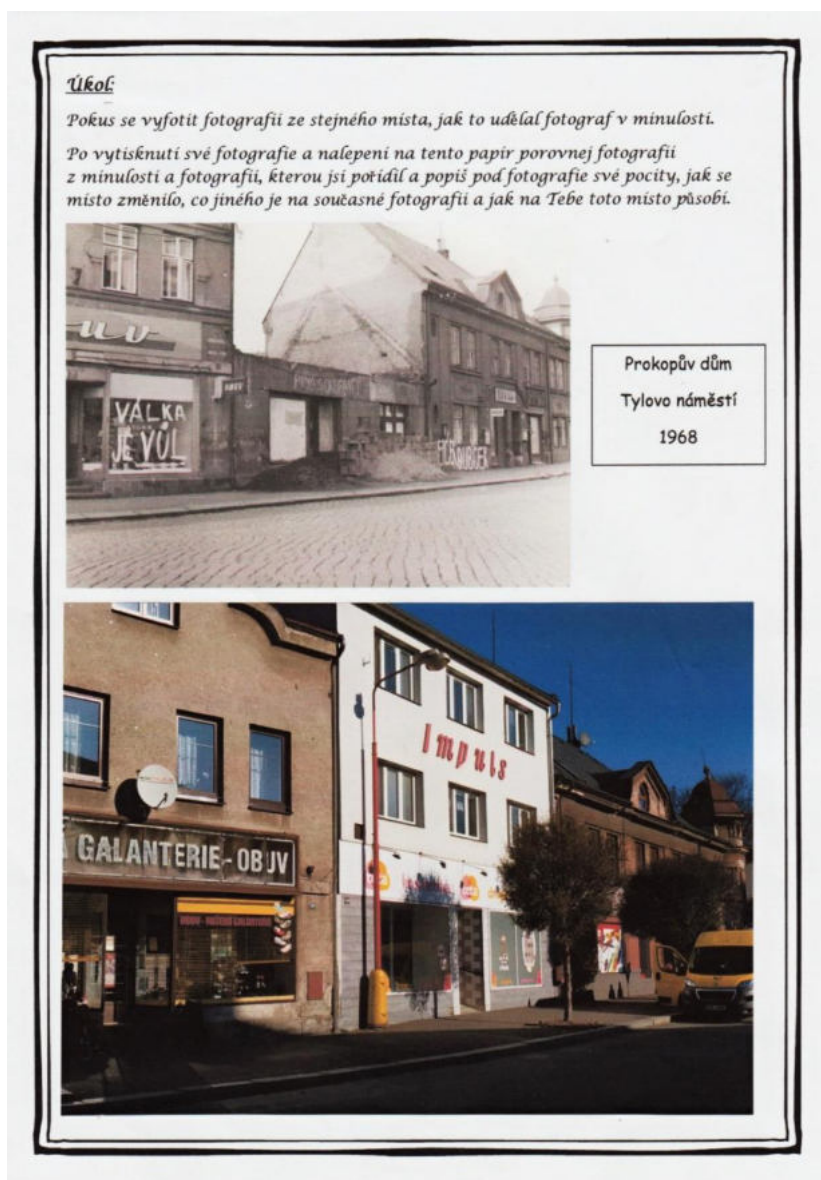 Úkol:
Pokus se vyfotit fotografii ze stejného místa, jak to udělal fotograf v minulosti.
Po vytisknutí své fotografie a nalepení na tento papír porovnej fotografii
z minulosti a fotografii, kterou jsi pořídil a popiš pod fotografie své pocity, jak se
místo změnilo, co jiného je na současné fotografii a jak na Tebe toto místo působí.
uv
VÁLKA
JE VŮL
Prokopův dům
Tylovo náměstí
1968
Impuls
GALANTERIE-OBUV